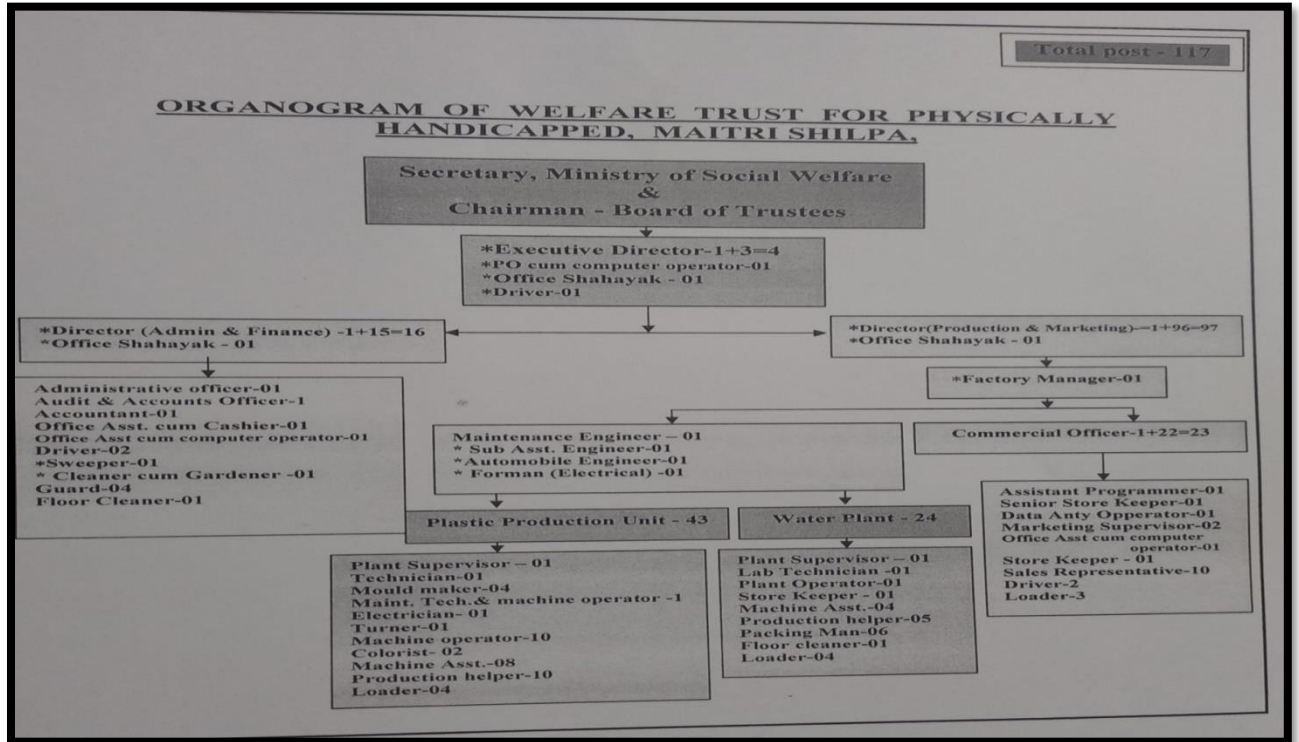 Total post - 117
ORGANOGRAM OF WELFARE TRUST FOR PHYSICALLY
HANDICAPPED, MAITRI SHILPA,
Secretary, Ministry of Social Welfare
&
Chairman - Board of Trustees
*Executive Director-1+3=4
*PO cum computer operator-01
*Office Shahayak - 01
*Driver-01
*Director (Admin & Finance) -1+15=16
*Office Shahayak - 01
*Director(Production & Marketing)-=1+96=97
*Office Shahayak - 01
Administrative officer-01
Audit & Accounts Officer-1
Accountant-01
Office Asst. cum Cashier-01
Office Asst cum computer operator-01
Driver-02
*Sweeper-01
* Cleaner cum Gardener -01
Guard-04
Floor Cleaner-01
*Factory Manager-01
Maintenance Engineer – 01
* Sub Asst. Engineer-01
*Automobile Engineer-01
* Forman (Electrical) -01
Commercial Officer-1+22=23
Plastic Production Unit - 43
Water Plant - 24
Plant Supervisor – 01
Technician-01
Mould maker-04
Maint. Tech.& machine operator -1
Electrician- 01
Turner-01
Machine operator-10
Colorist- 02
Machine Asst.-08
Production helper-10
Loader-04
Plant Supervisor – 01
Lab Technician -01
Plant Operator-01
Store Keeper - 01
Machine Asst.-04
Production helper-05
Packing Man-06
Floor cleaner-01
Loader-04
Assistant Programmer-01
Senior Store Keeper-01
Data Anty Opperator-01
Marketing Supervisor-02
Office Asst cum computer
operator-01
Store Keeper - 01
Sales Representative-10
Driver-2
Loader-3